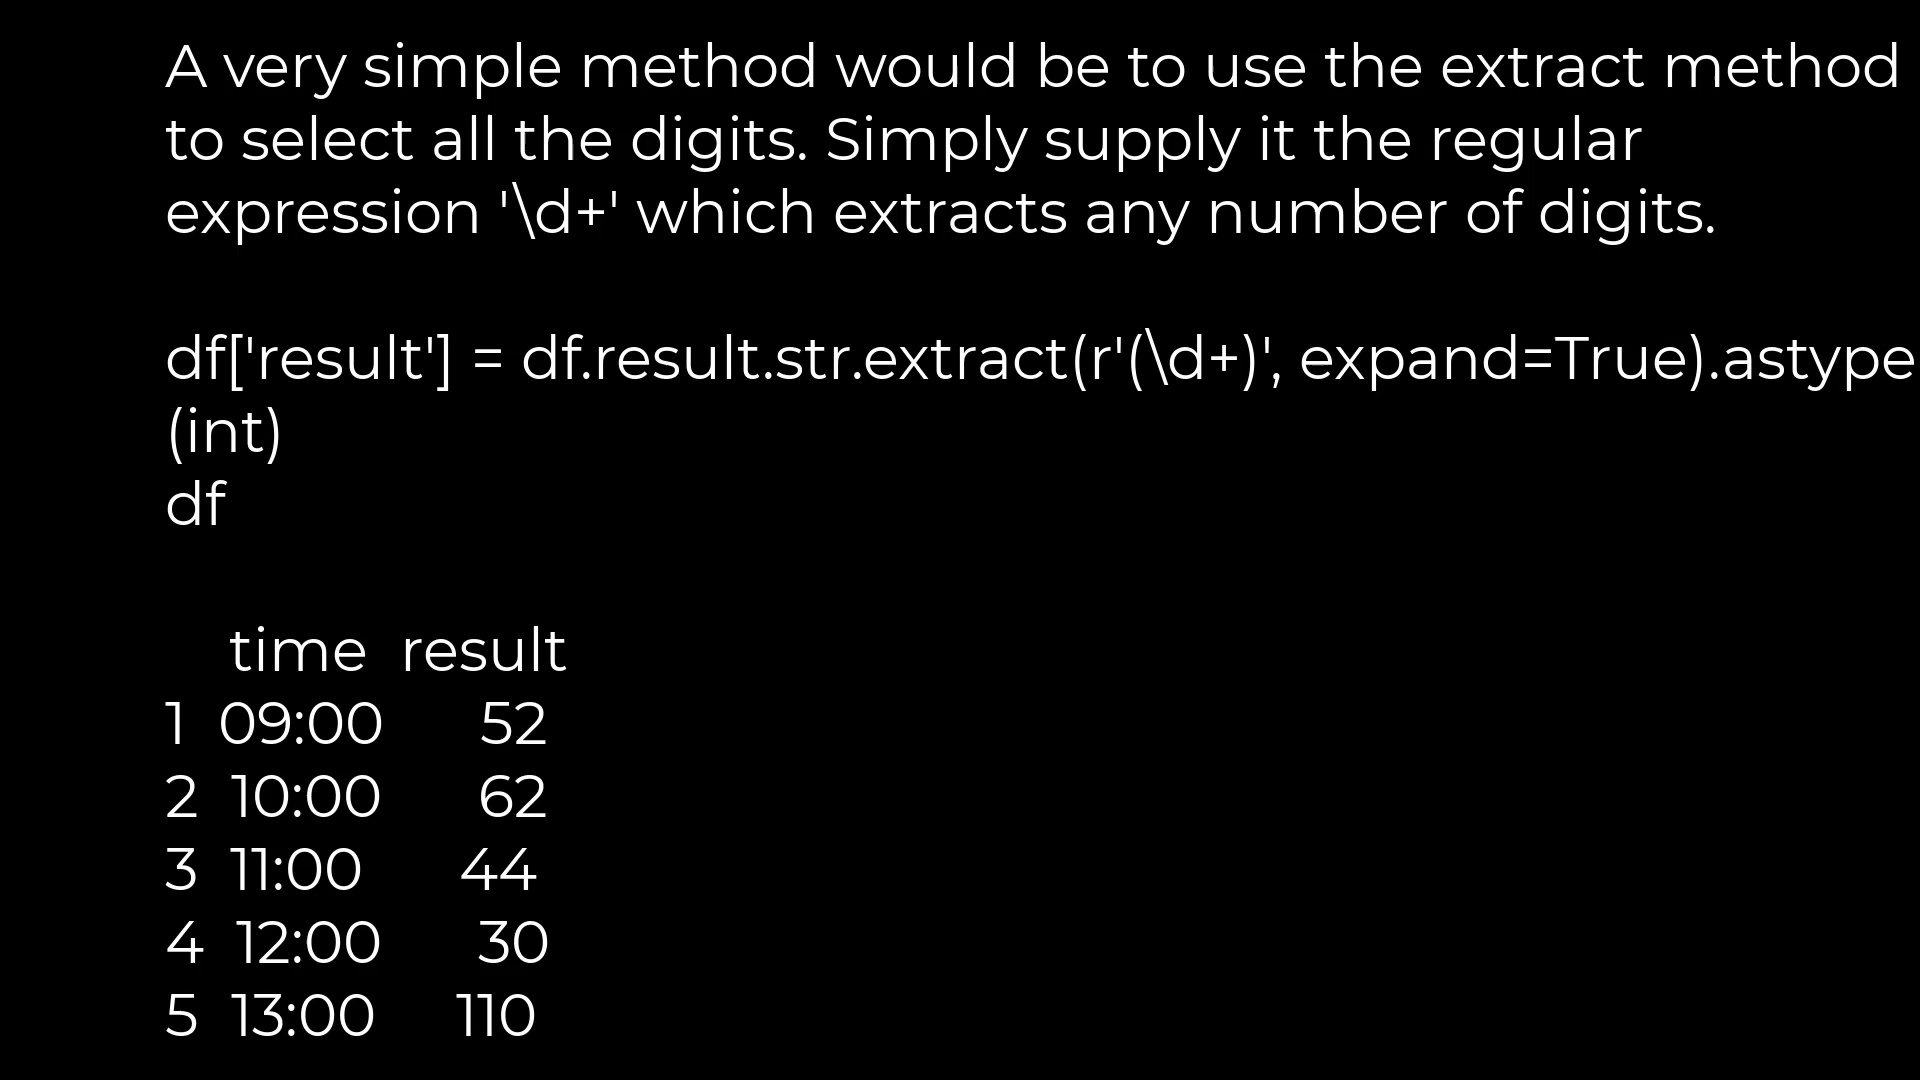 A very simple method would be to use the extract method
to select all the digits. Simply supply it the regular
expression '\d+' which extracts any number of digits.
df['result'] = df.result.str.extract(r'(\d+)', expand=True).astype
(int)
df
time result
1 09:00 52
2 10:00 62
3 11:00 44
4 12:00 30
5 13:00 110